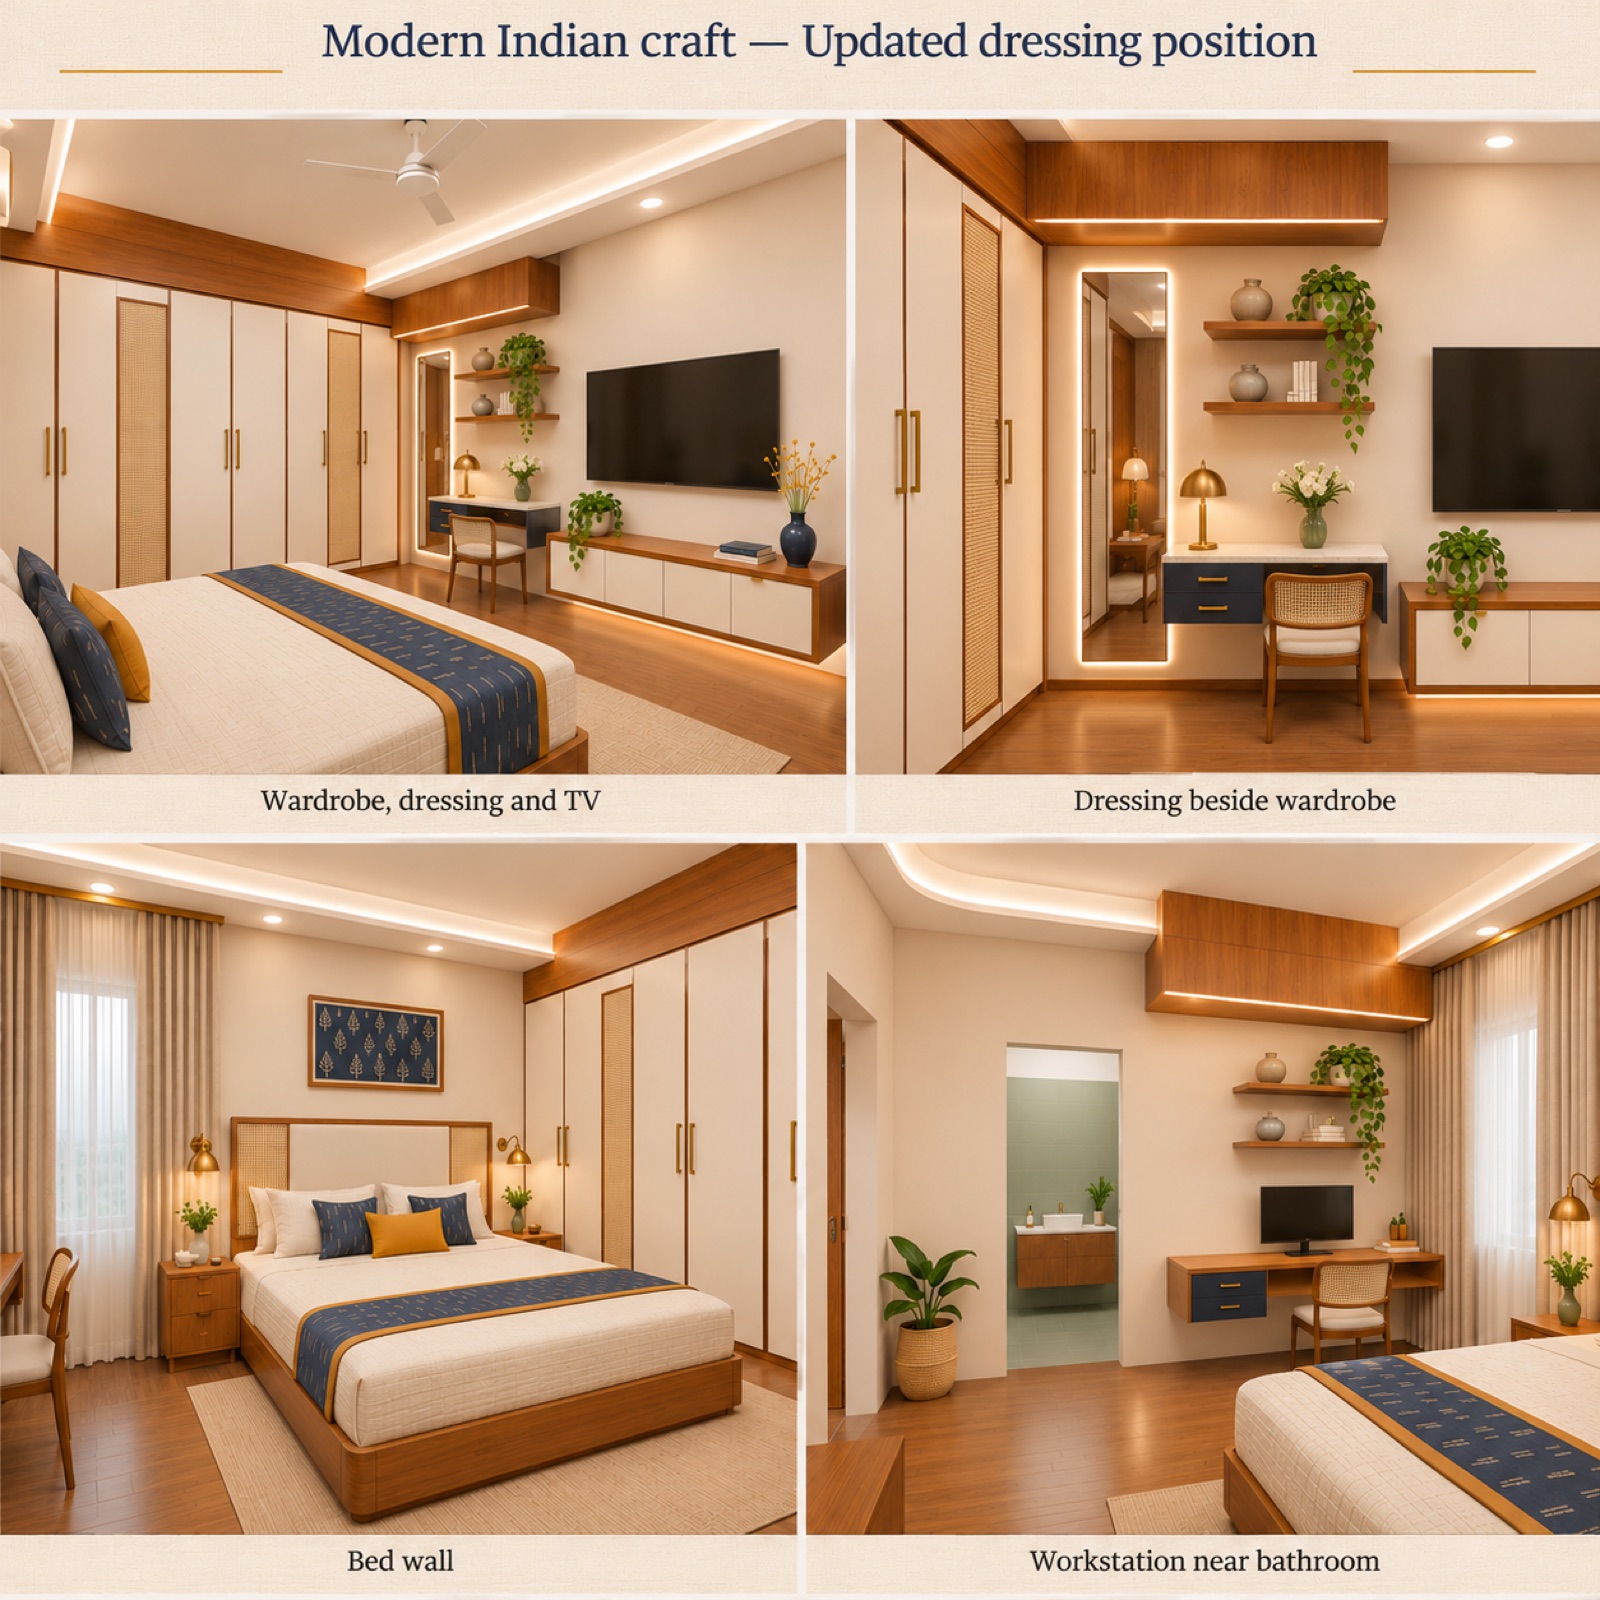 Modern Indian craft — Updated dressing position
Wardrobe, dressing and TV
Dressing beside wardrobe
Bed wall
Workstation near bathroom